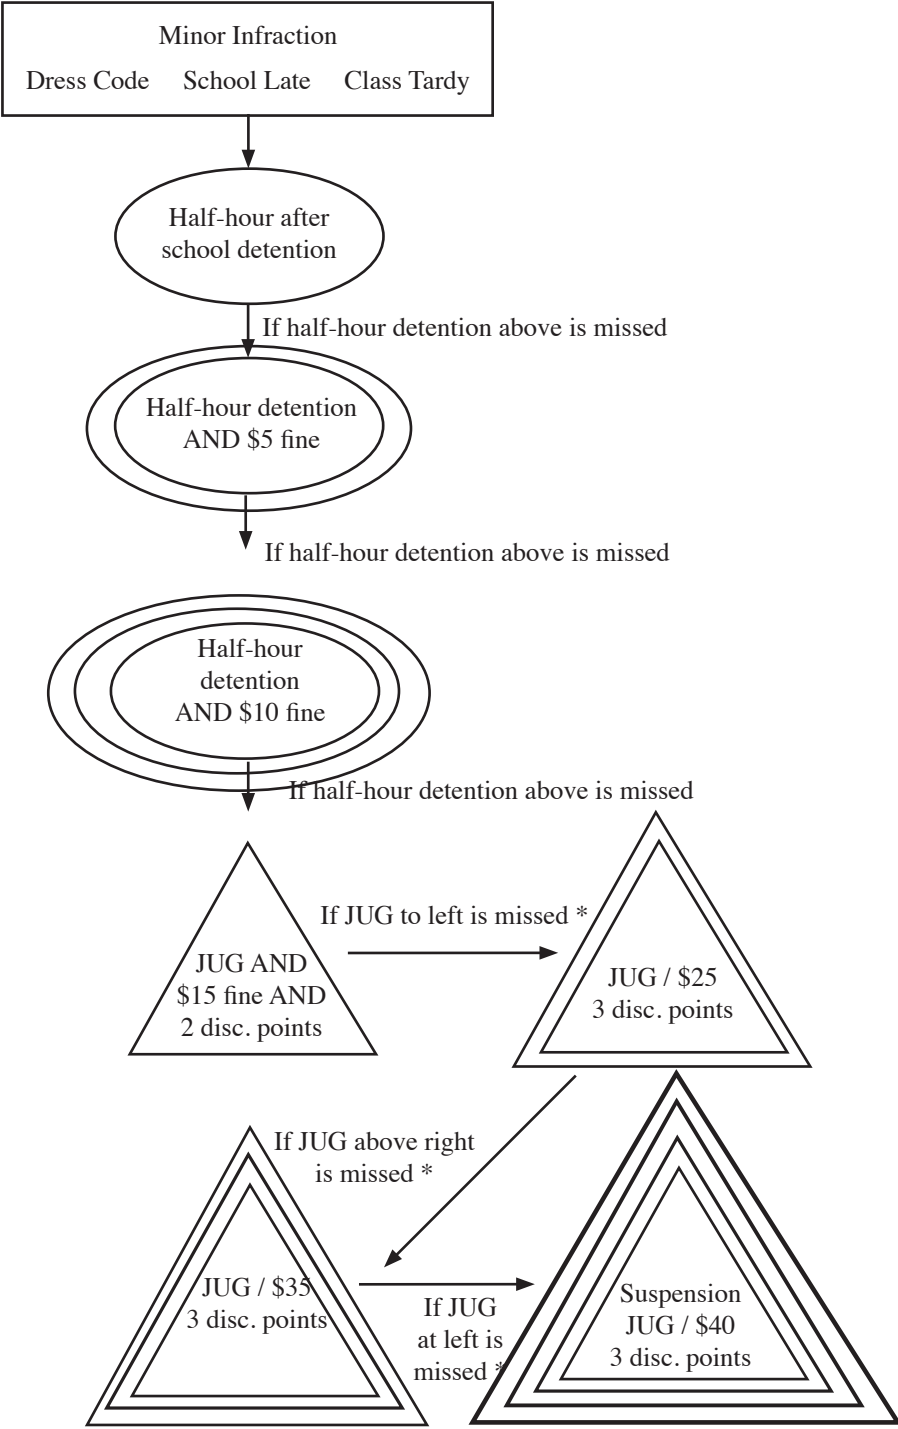 Minor Infraction
Dress Code School Late Class Tardy
Half-hour after
school detention
If half-hour detention above is missed
Half-hour detention
AND $5 fine
If half-hour detention above is missed
Half-hour
detention
AND $10 fine
If half-hour detention above is missed
If JUG to left is missed *
JUG AND
$15 fine AND
2 disc. points
JUG / $25
3 disc. points
If JUG above right
is missed *
JUG / $35
3 disc. points
If JUG
at left is
missed *
Suspension
JUG / $40
3 disc. points